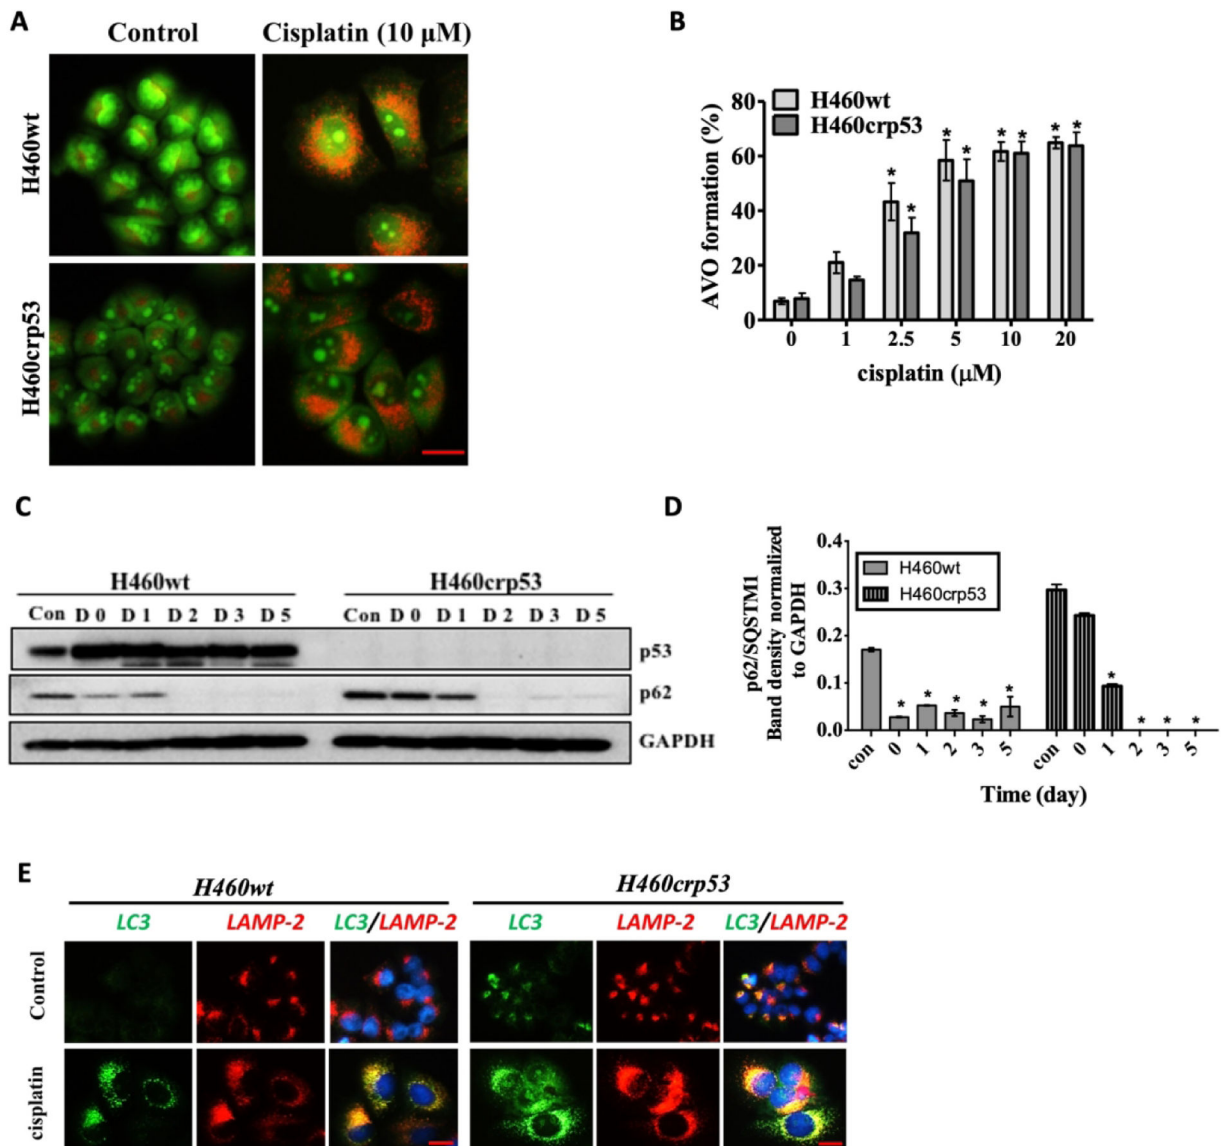 A
Control Cisplatin (10 µM)
H460wt
H460crp53
B
H460wt
H460crp53
AVO formation (%)
80
60
40
20
0
* * * * * * * *
0 1 2.5 5 10 20
cisplatin (µM)
C
H460wt H460crp53
Con D 0 D 1 D 2 D 3 D 5 Con D 0 D 1 D 2 D 3 D 5
p53
p62
GAPDH
D
p62/SQSTM1
Band density normalized
to GAPDH
0.4
0.3
0.2
0.1
0.0
H460wt
H460crp53
* * * * * * * * *
con 0 1 2 3 5 con 0 1 2 3 5
Time (day)
E
H460wt H460crp53
LC3 LAMP-2 LC3/LAMP-2 LC3 LAMP-2 LC3/LAMP-2
Control
cisplatin